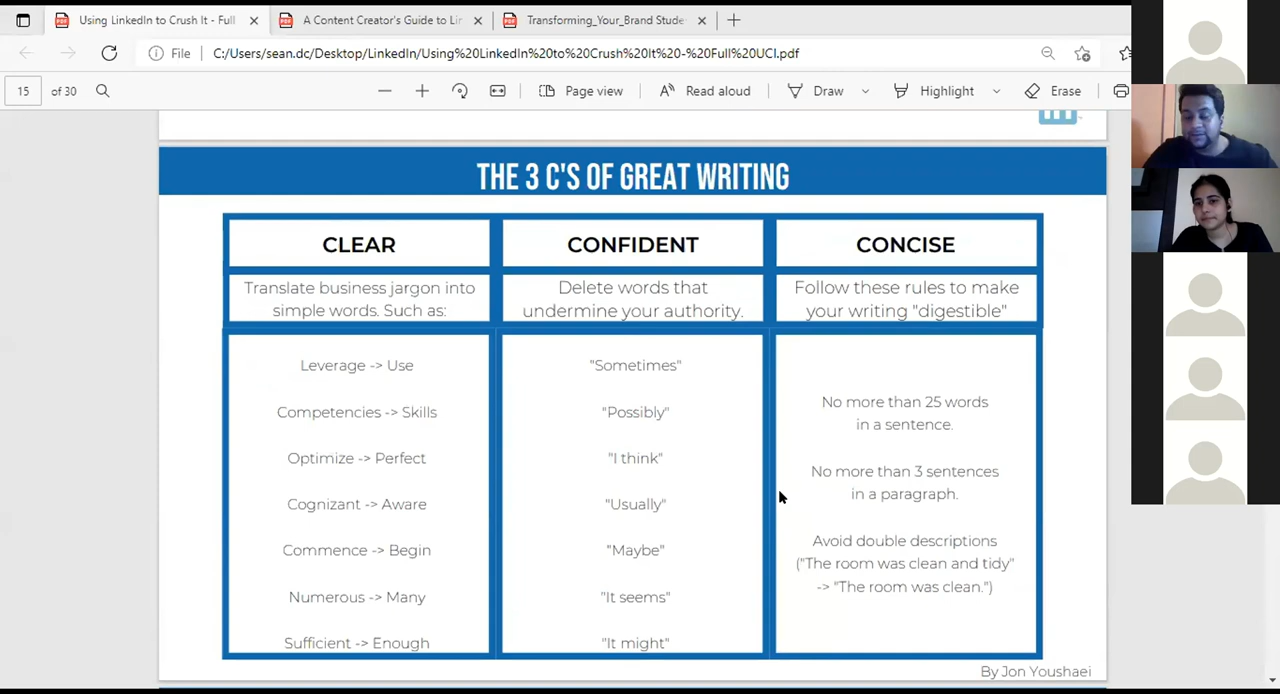 Using LinkedIn to Crush It - Full
A Content Creator's Guide to Lin
Transforming_Your_Brand Stude
File
C:/Users/sean.dc/Desktop/LinkedIn/Using%20LinkedIn%20to%20Crush%20It%20-%20Full%20UCI.pdf
15 of 30
Page view
Read aloud
Draw
Highlight
Erase
THE 3 C'S OF GREAT WRITING
CLEAR
Translate business jargon into
simple words. Such as:
Leverage -> Use
Competencies -> Skills
Optimize -> Perfect
Cognizant -> Aware
Commence -> Begin
Numerous -> Many
Sufficient -> Enough
CONFIDENT
Delete words that
undermine your authority.
"Sometimes"
"Possibly"
"I think"
"Usually"
"Maybe"
"It seems"
"It might"
CONCISE
Follow these rules to make
your writing "digestible"
No more than 25 words
in a sentence.
No more than 3 sentences
in a paragraph.
Avoid double descriptions
("The room was clean and tidy"
-> "The room was clean.")
By Jon Youshaei